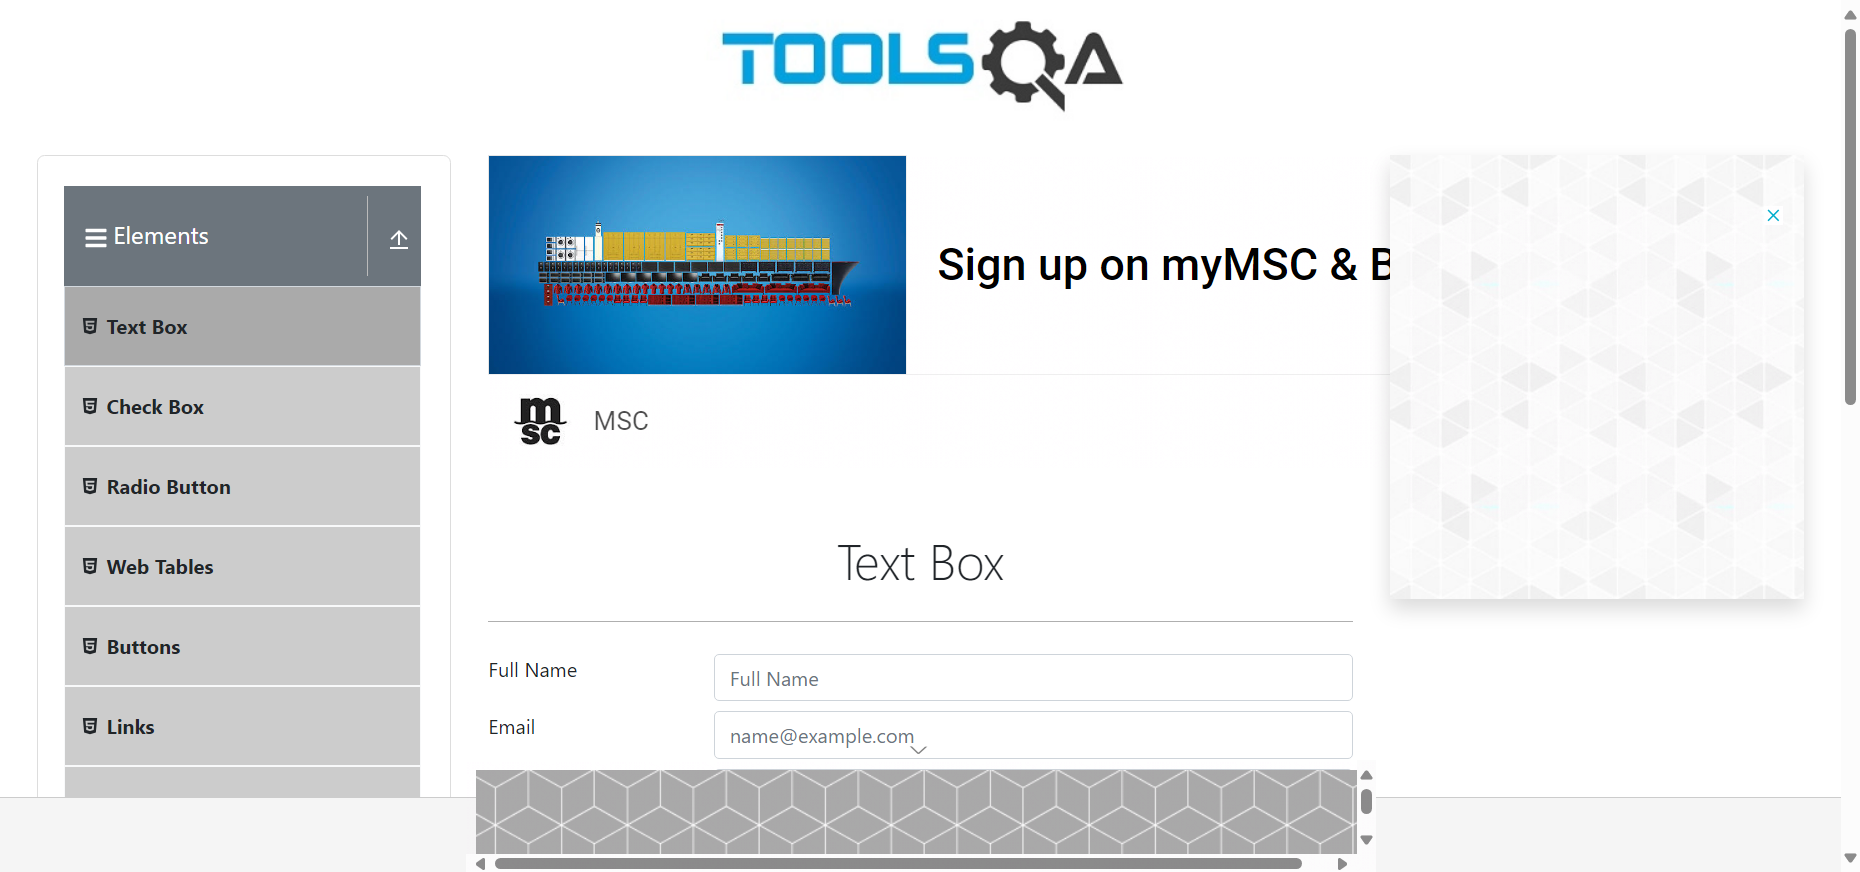 TOOLSQA
Elements
Text Box
Check Box
Radio Button
Web Tables
Buttons
Links
Sign up on myMSC & B
msc
MSC
Text Box
Full Name
Full Name
Email
name@example.com